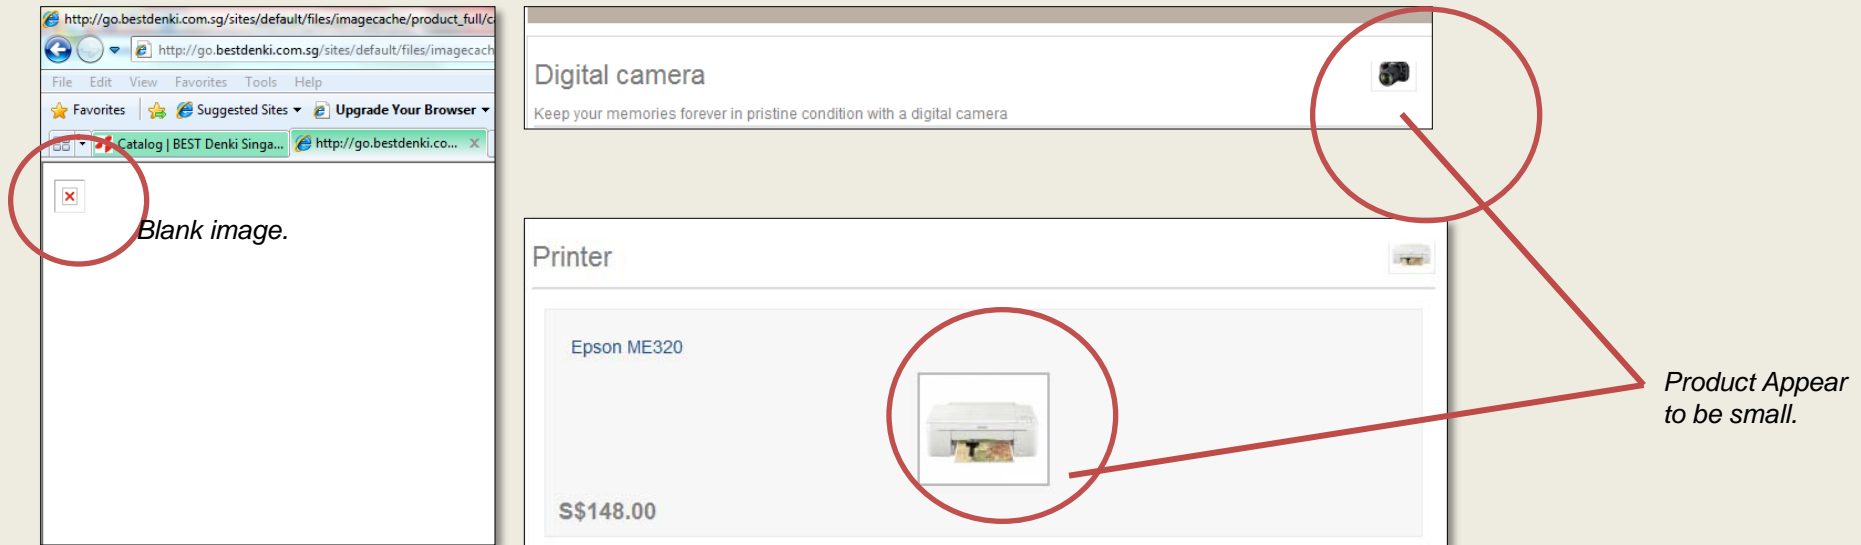 http://go.bestdenki.com.sg/sites/default/files/imagecache/product_full/c
http://go.bestdenki.com.sg/sites/default/files/imagecach
File Edit View Favorites Tools Help
Favorites Suggested Sites Upgrade Your Browser
Catalog | BEST Denki Singa... http://go.bestdenki.co... X
Blank image.
Digital camera
Keep your memories forever in pristine condition with a digital camera
Printer
Epson ME320
S$148.00
Product Appear
to be small.